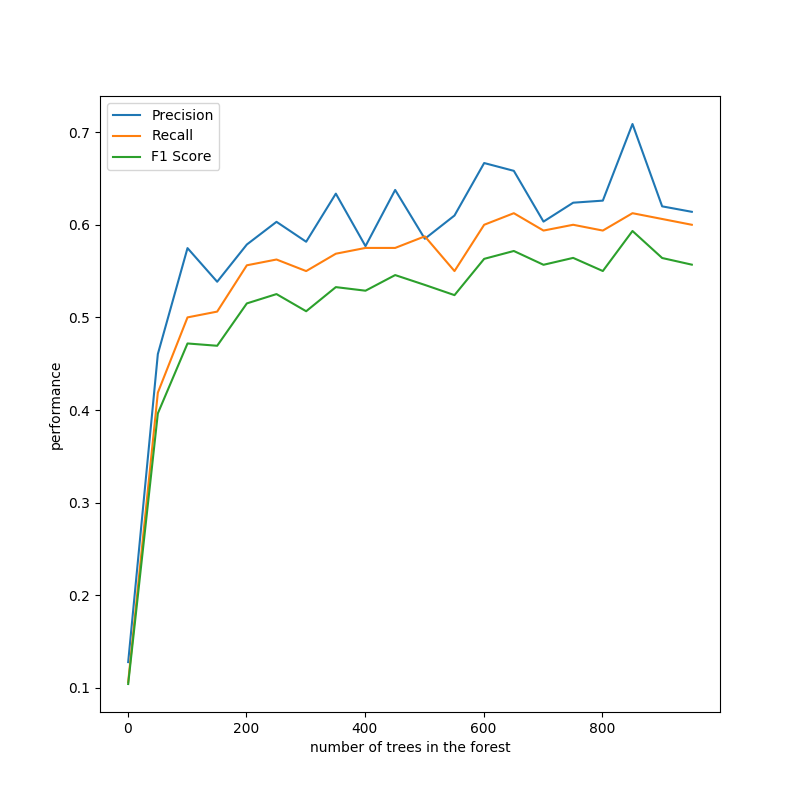 Precision
Recall
F1 Score
0.7
0.6
0.5
0.4
0.3
0.2
0.1
performance
0 200 400 600 800
number of trees in the forest